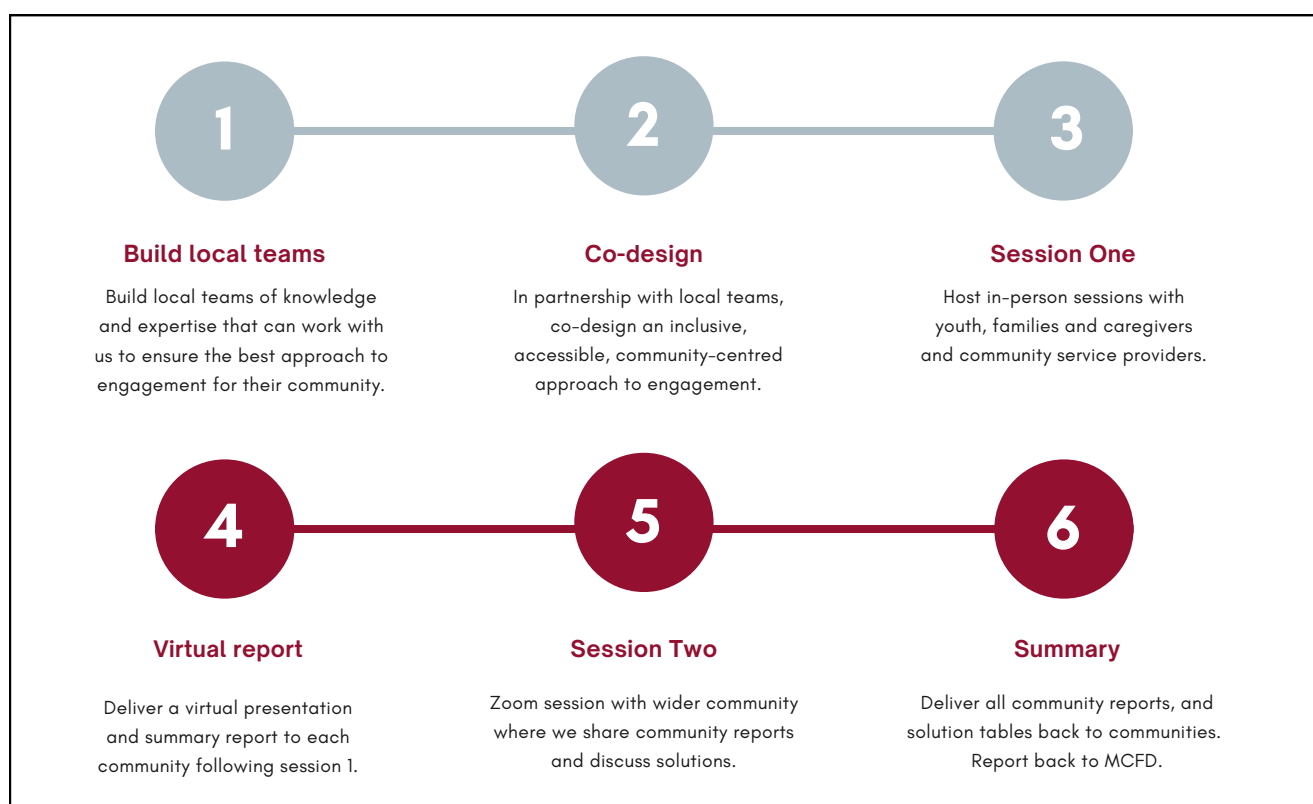 1
2
3
Build local teams
Build local teams of knowledge
and expertise that can work with
us to ensure the best approach to
engagement for their community.
Co-design
In partnership with local teams,
co-design an inclusive,
accessible, community-centred
approach to engagement.
Session One
Host in-person sessions with
youth, families and caregivers
and community service providers.
4
5
6
Virtual report
Deliver a virtual presentation
and summary report to each
community following session 1.
Session Two
Zoom session with wider community
where we share community reports
and discuss solutions.
Summary
Deliver all community reports, and
solution tables back to communities.
Report back to MCFD.